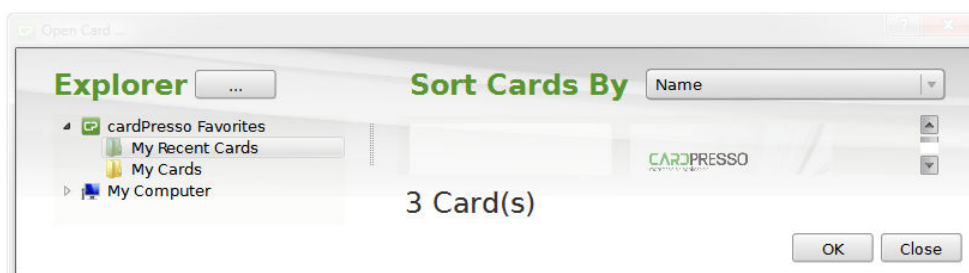 Open Card ...
Explorer
...
Sort Cards By
Name
cardPresso Favorites
My Recent Cards
My Cards
My Computer
CARDPRESSO
3 Card(s)
OK
Close